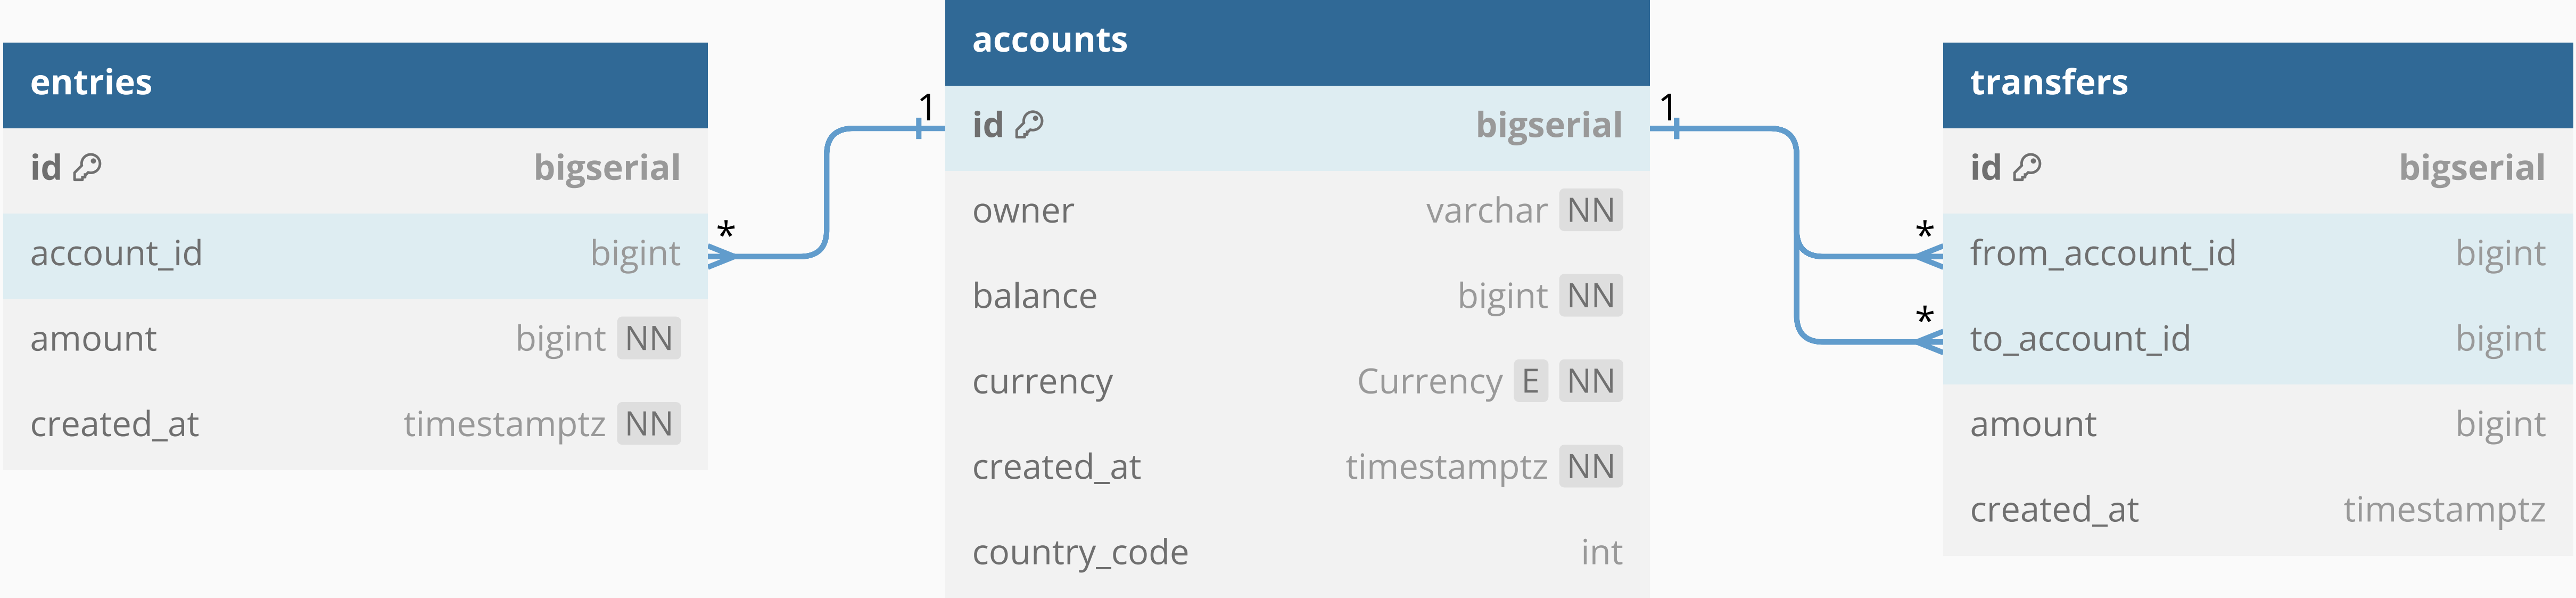 entries
id bigserial
account_id bigint
amount bigint NN
created_at timestamptz NN
*
1
accounts
id bigserial
owner varchar NN
balance bigint NN
currency Currency E NN
created_at timestamptz NN
country_code int
1
*
*
transfers
id bigserial
from_account_id bigint
to_account_id bigint
amount bigint
created_at timestamptz